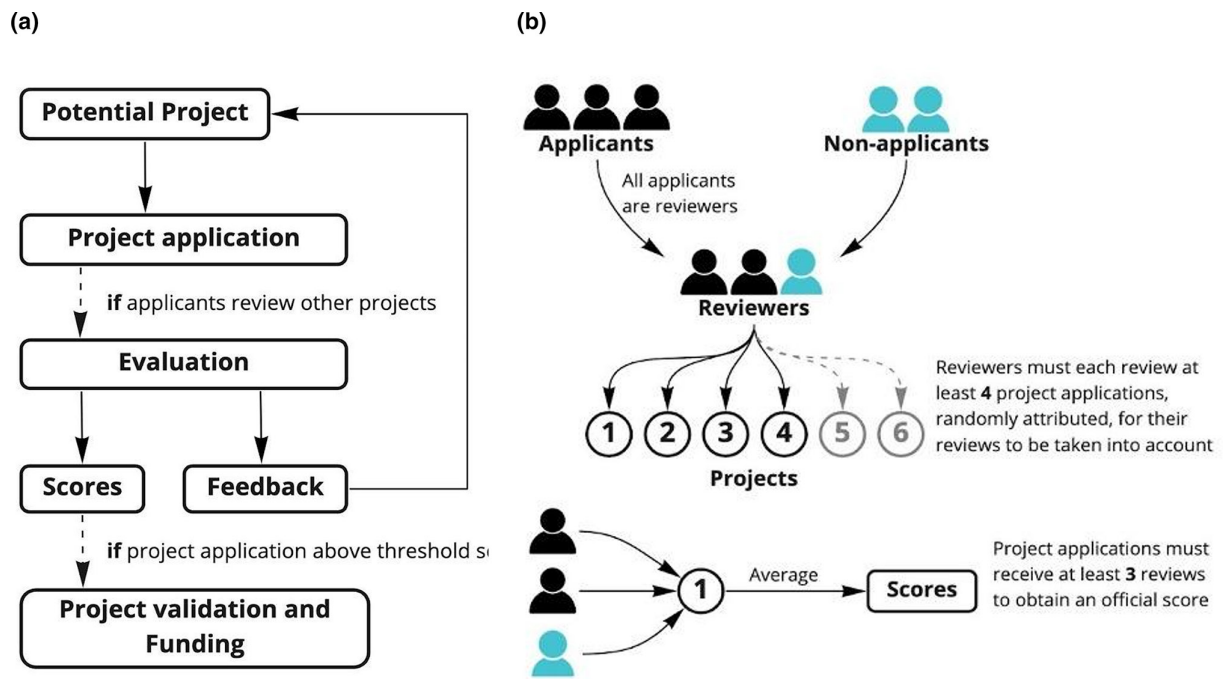 (a)
Potential Project
Project application
if applicants review other projects
Evaluation
Scores
Feedback
if project application above threshold
Project validation and
Funding
(b)
Applicants
Non-applicants
All applicants
are reviewers
Reviewers
1 2 3 4 5 6
Projects
Reviewers must each review at
least 4 project applications,
randomly attributed, for their
reviews to be taken into account
1
Average
Scores
Project applications must
receive at least 3 reviews
to obtain an official score